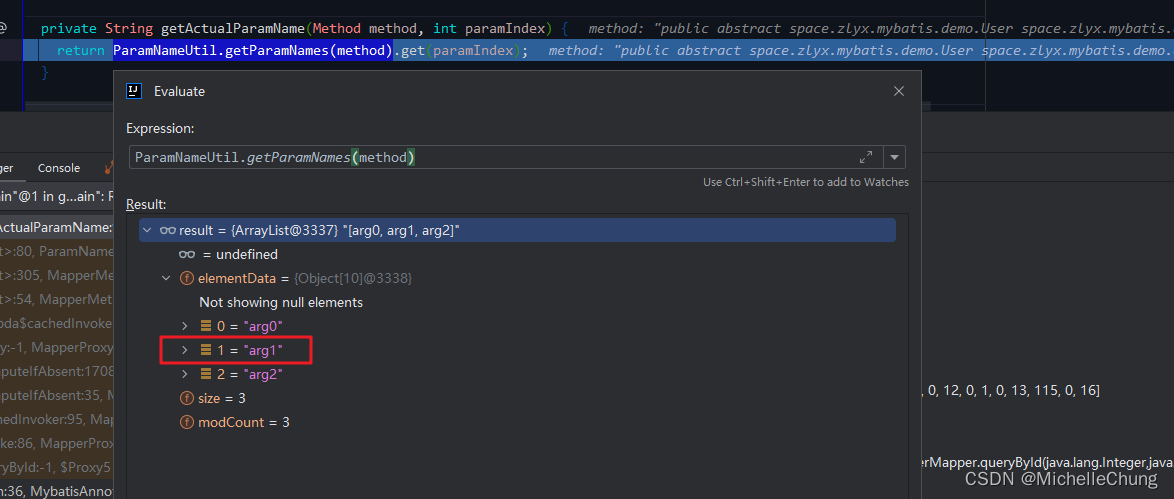 private String getActualParamName(Method method, int paramIndex) { method: "public abstract space.zlyx.mybatis.demo.User space.zlyx.mybatis.
return ParamNameUtil.getParamNames(method).get(paramIndex); method: "public abstract space.zlyx.mybatis.demo.User space.zlyx.mybatis.d
}
IJ Evaluate
Expression:
ger Console
ParamNameUtil.getParamNames(method)
Use Ctrl+Shift+Enter to add to Watches
ain"@1 in g...ain": R
Result:
ActualParamName:
result = {ArrayList@3337} "[arg0, arg1, arg2]"
t>:80, ParamName
= undefined
t>:305, MapperMe
elementData = {Object[10]@3338}
t>:54, MapperMet
Not showing null elements
bda$cachedInvoke
0 = "arg0"
y:-1, MapperProxy
1 = "arg1"
puteIfAbsent:1708
2 = "arg2"
mputeIfAbsent:35, M
size = 3
, 0, 12, 0, 1, 0, 13, 115, 0, 16]
hedInvoker:95, Map
modCount = 3
ke:86, MapperProx
ryById:-1, $Proxy5
erMapper.queryById(java.lang.Integer,java
n:36, MybatisAnno
CSDN @MichelleChung